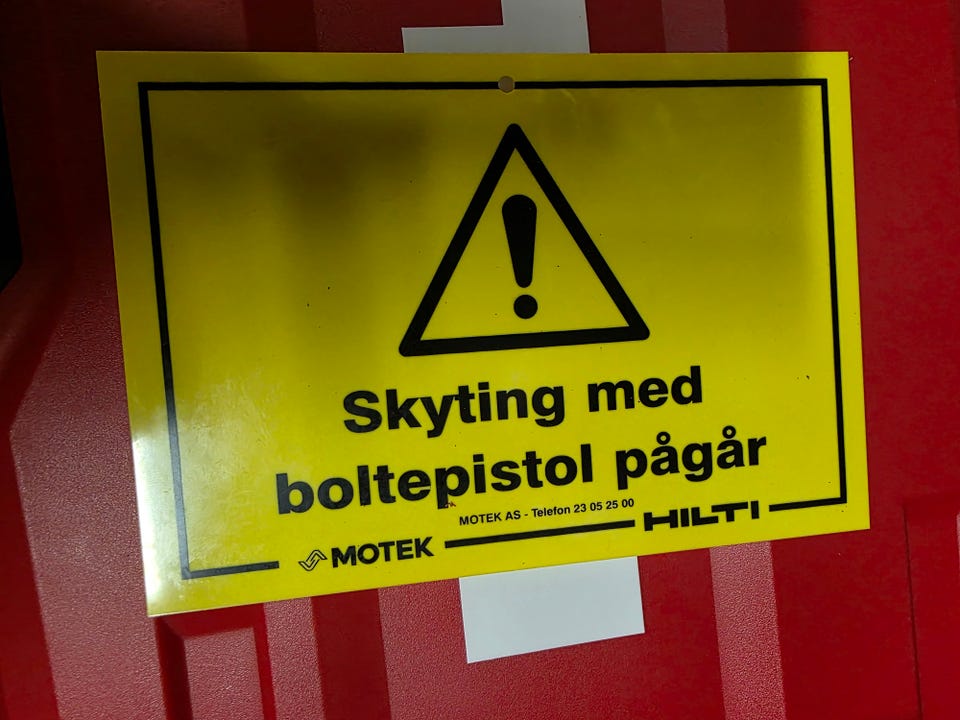 Skyting med
boltepistol pågår
MOTEK AS - Telefon 23 05 25 00
MOTEK
HILTI